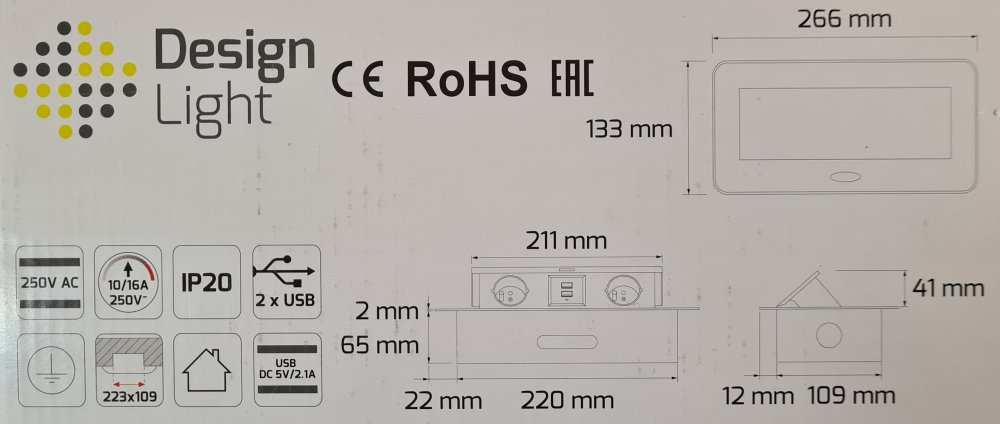 Design
Light
CE RoHS EAC
266 mm
133 mm
250V AC
10/16A
250V~
IP20
2 x USB
223x109
USB
DC 5V/2.1A
211 mm
2 mm
65 mm
22 mm
220 mm
41 mm
12 mm
109 mm